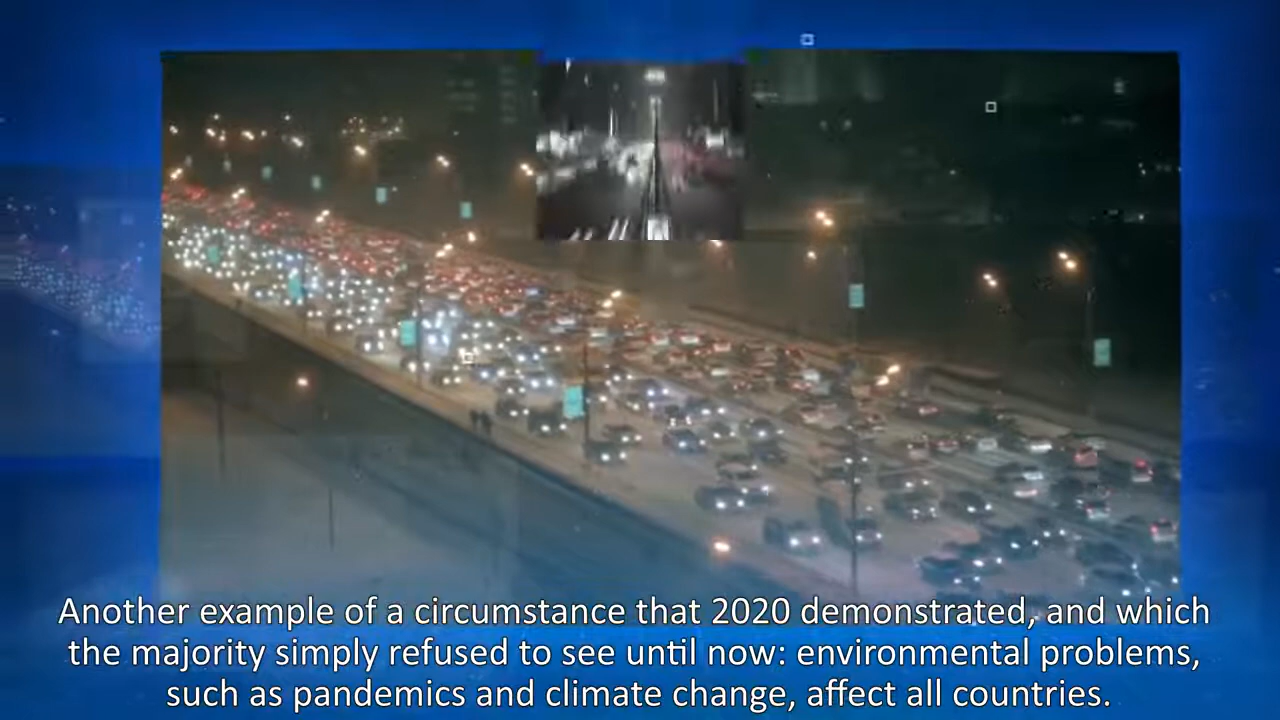 Another example of a circumstance that 2020 demonstrated, and which
the majority simply refused to see until now: environmental problems,
such as pandemics and climate change, affect all countries.